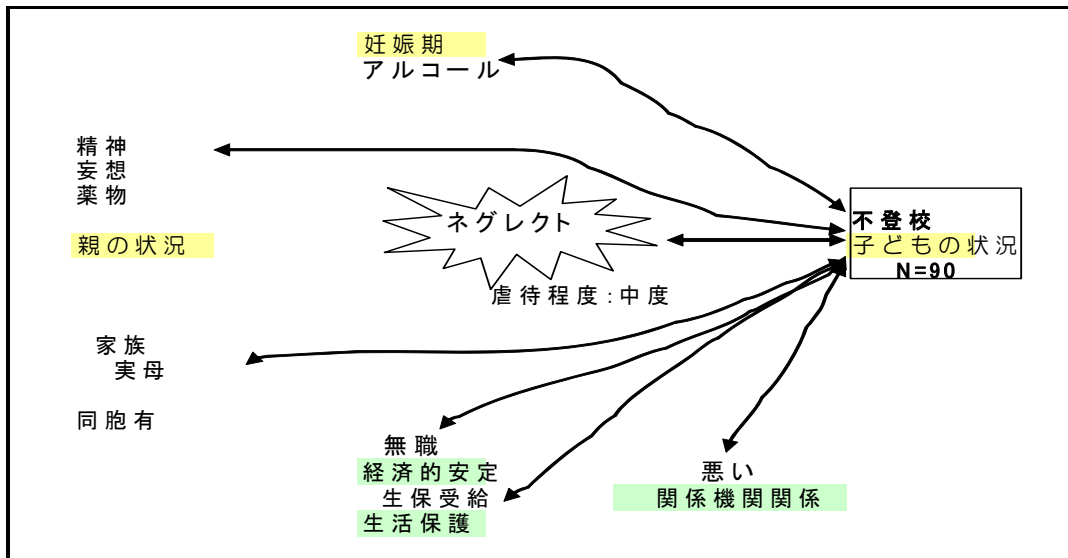 妊娠期
アルコール
精神
妄想
薬物
親の状況
ネグレクト
虐待程度:中度
不登校
子どもの状況
N=90
家族
実母
同胞有
無職
経済的安定
生保受給
生活保護
悪い
関係機関関係